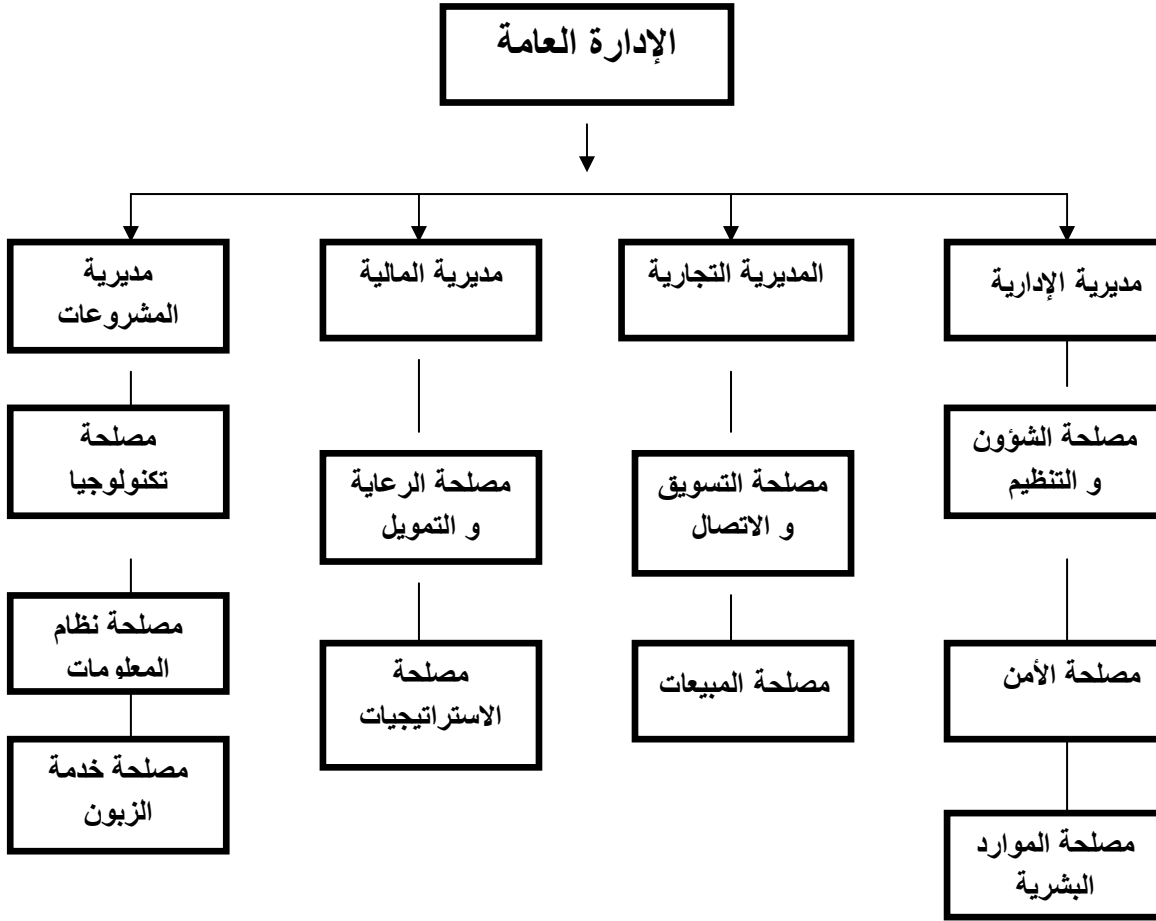 الإدارة العامة
مديرية الإدارية
المديرية التجارية
مديرية المالية
مديرية
المشروعات
مصلحة الشؤون
و التنظيم
مصلحة التسويق
و الاتصال
مصلحة الرعاية
و التمويل
مصلحة
تكنولوجيا
مصلحة الأمن
مصلحة المبيعات
مصلحة
الاستراتيجيات
مصلحة نظام
المعلومات
مصلحة الموارد
البشرية
مصلحة خدمة
الزبون